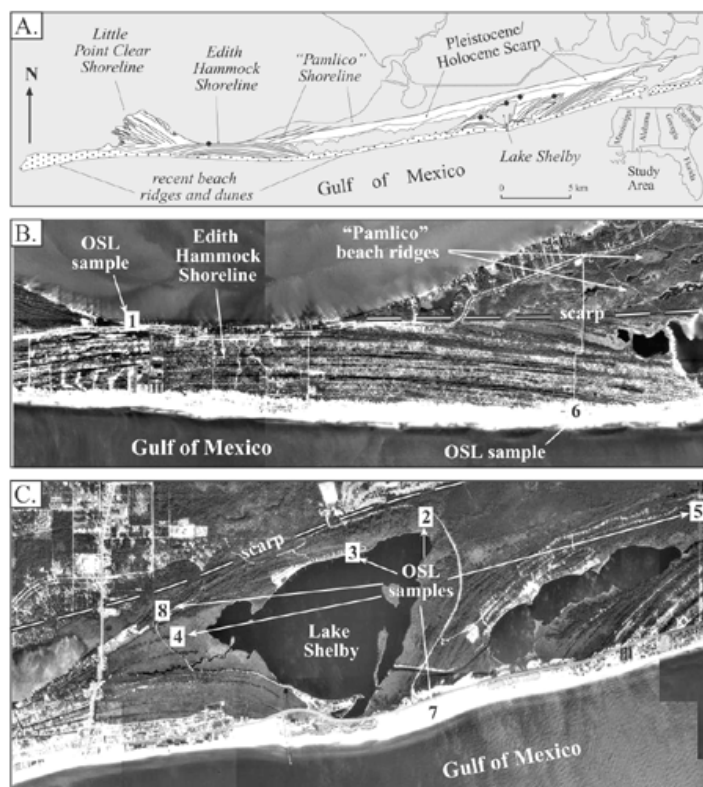 A.
Little
Point Clear
Shoreline
Edith
Hammock
Shoreline
"Pamlico"
Shoreline
Pleistocene/
Holocene Scarp
N
Lake Shelby
recent beach
ridges and dunes
Gulf of Mexico
0 5 km
Mississippi
Alabama
Georgia
South
Carolina
Florida
Study
Area
B.
OSL
sample
Edith
Hammock
Shoreline
"Pamlico"
beach ridges
1
scarp
6
Gulf of Mexico
OSL sample
C.
scarp
2
5
3
OSL
samples
8
4
Lake
Shelby
7
Gulf of Mexico